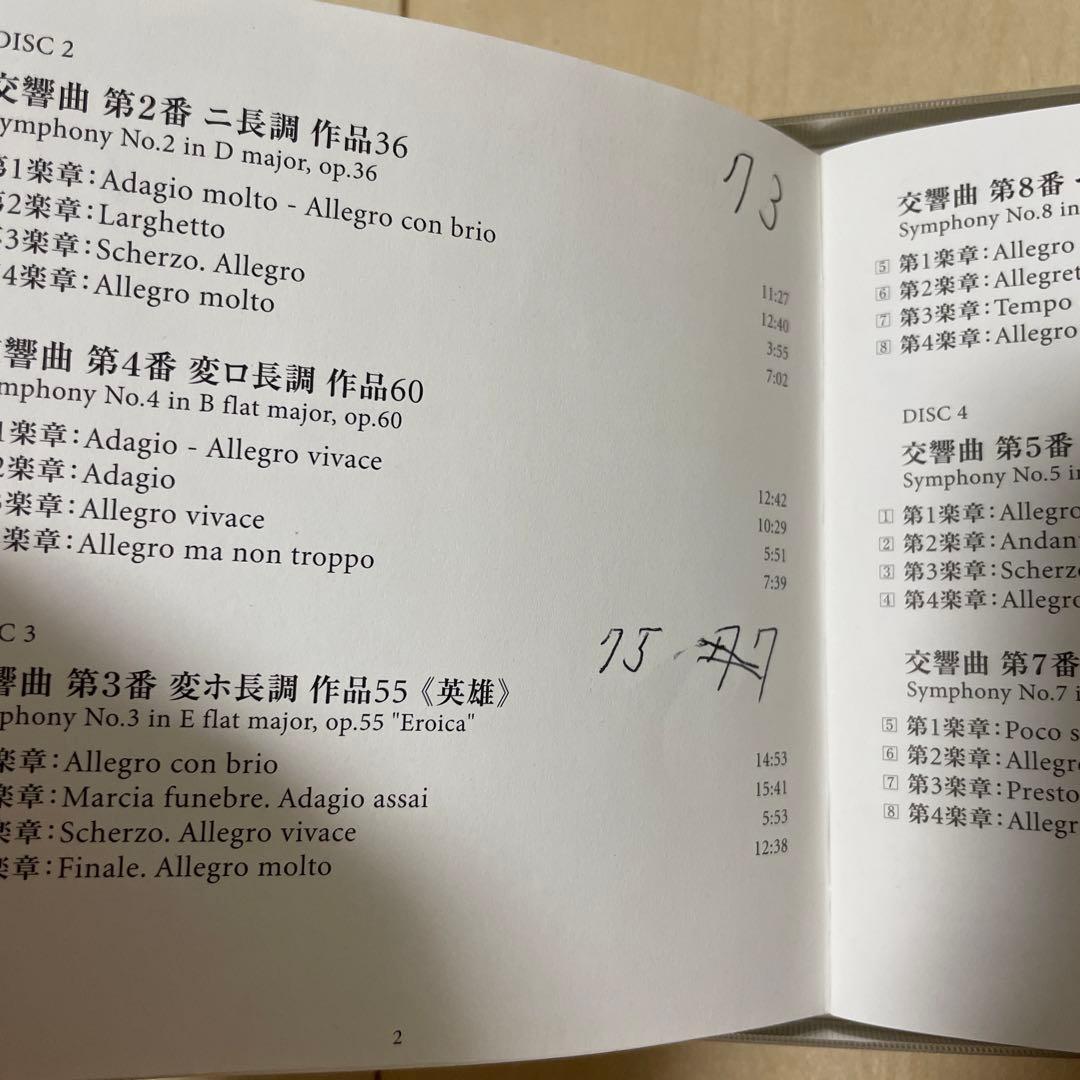 DISC 2
交響曲 第2番 ニ長調 作品36
Symphony No.2 in D major, op.36
73
第1楽章:Adagio molto - Allegro con brio 11:27
第2楽章:Larghetto 12:40
第3楽章:Scherzo. Allegro 3:55
第4楽章:Allegro molto 7:02
響曲 第4番 変ロ長調 作品60
mphony No.4 in B flat major, op.60
1楽章:Adagio - Allegro vivace 12:42
2楽章:Adagio 10:29
3楽章:Allegro vivace 5:51
楽章:Allegro ma non troppo 7:39
C 3
75
響曲 第3番 変ホ長調 作品55《英雄》
phony No.3 in E flat major, op.55 "Eroica"
楽章:Allegro con brio 14:53
楽章:Marcia funebre. Adagio assai 15:41
楽章:Scherzo. Allegro vivace 5:53
楽章:Finale. Allegro molto 12:38
2
交響曲 第8番
Symphony No.8 in
5 第1楽章:Allegro
6 第2楽章:Allegret
7 第3楽章:Tempo
8 第4楽章:Allegro
DISC 4
交響曲 第5番
Symphony No.5 i
1 第1楽章:Allegro
2 第2楽章:Andan
3 第3楽章:Scherz
4 第4楽章:Allegro
交響曲 第7番
Symphony No.7 i
5 第1楽章:Poco s
6 第2楽章:Allegr
7 第3楽章:Presto
8 第4楽章:Allegr